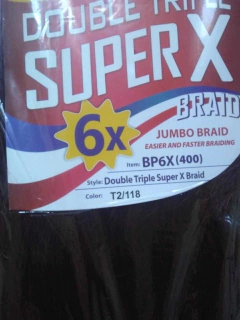 DOUBLE TRIPLE
SUPER X
BRAID
6x
JUMBO BRAID
EASIER AND FASTER BRAIDING
Item: BP6X (400)
Style: Double Triple Super X Braid
Color: T2/118